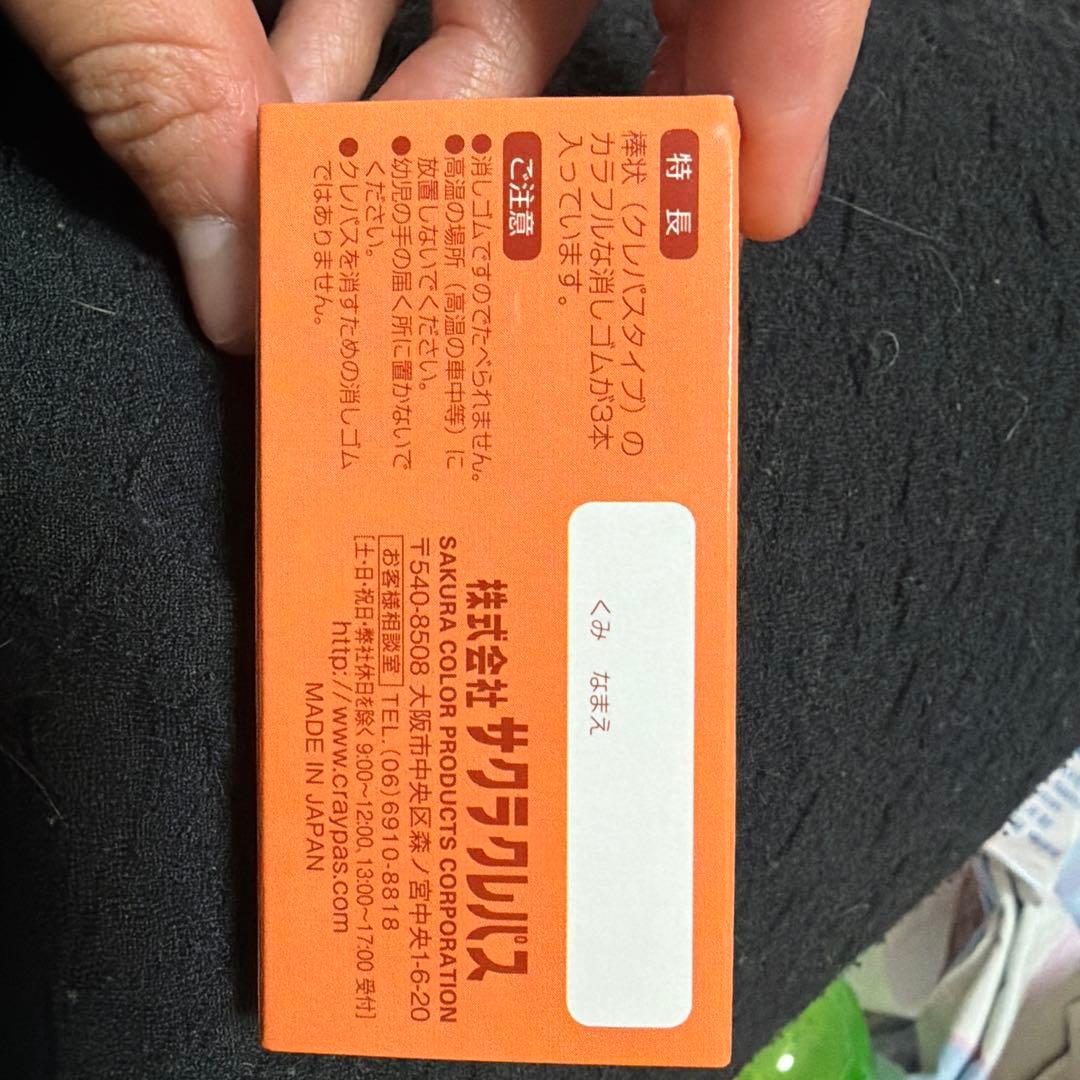 特長
棒状（クレパスタイプ）の
カラフルな消しゴムが3本
入っています。
ご注意
●消しゴムですのでたべられません。
●高温の場所（高温の車中等）に
放置しないでください。
●幼児の手の届く所に置かないで
ください。
●クレパスを消すための消しゴム
ではありません。
くみ なまえ
株式会社サクラクレパス
SAKURA COLOR PRODUCTS CORPORATION
〒540-8508 大阪市中央区森ノ宮中央1-6-20
お客様相談室 TEL.(06)6910-8818
[土・日・祝日・弊社休日を除く 9:00〜12:00、13:00〜17:00 受付]
http://www.craypas.com
MADE IN JAPAN